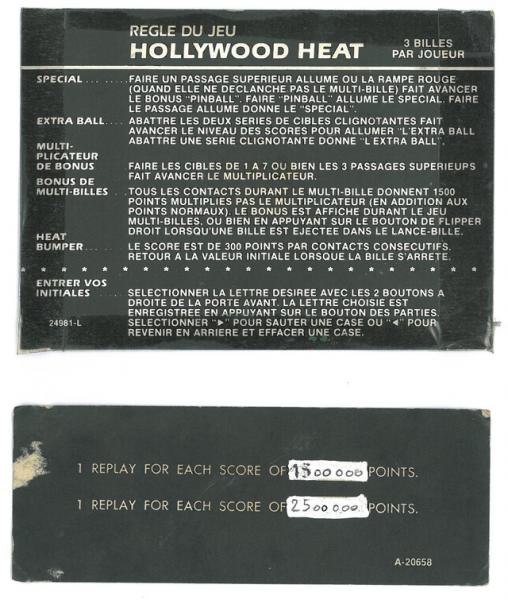 REGLE DU JEU
HOLLYWOOD HEAT
3 BILLES
PAR JOUEUR
SPECIAL ........ FAIRE UN PASSAGE SUPERIEUR ALLUME OU LA RAMPE ROUGE
(QUAND ELLE NE DECLANCHE PAS LE MULTI-BILLE) FAIT AVANCER
LE BONUS "PINBALL". FAIRE "PINBALL" ALLUME LE SPECIAL. FAIRE
LE PASSAGE ALLUME DONNE LE "SPECIAL".
EXTRA BALL.... ABATTRE LES DEUX SERIES DE CIBLES CLIGNOTANTES FAIT
AVANCER LE NIVEAU DES SCORES POUR ALLUMER "L'EXTRA BALL
ABATTRE UNE SERIE CLIGNOTANTE DONNE "L'EXTRA BALL".
MULTI-
PLICATEUR
DE BONUS FAIRE LES CIBLES DE 1 A 7 OU BIEN LES 3 PASSAGES SUPERIEUPS
FAIT AVANCER LE MULTIPLICATEUR.
BONUS DE
MULTI-BILLES .. TOUS LES CONTACTS DURANT LE MULTI-BILLE DONNENT 1500
POINTS MULTIPLIES PAS LE MULTIPLICATEUR (EN ADDITION AUX
POINTS NORMAUX). LE BONUS EST AFFICHE DURANT LE JEU
MULTI-BILLES, OU BIEN EN APPUYANT SUR LE BOUTON DE FLIPPER
DROIT LORSQU'UNE BILLE EST EJECTEE DANS LE LANCE-BILLE.
HEAT
BUMPER..... LE SCORE EST DE 300 POINTS PAR CONTACTS CONSECUTIFS.
RETOUR A LA VALEUR INITIALE LORSQUE LA BILLE S'ARRETE.
* * * * * * * * * * * * * * * * * * * * * * * * * * *
ENTRER VOS
INITIALES ..... SELECTIONNER LA LETTRE DESIREE AVEC LES 2 BOUTONS A
DROITE DE LA PORTE AVANT. LA LETTRE CHOISIE EST
ENREGISTREE EN APPUYANT SUR LE BOUTON DES PARTIES.
24981-L SELECTIONNER "►" POUR SAUTER UNE CASE OU "◄" POUR
REVENIR EN ARRIERE ET EFFACER UNE CASE.
1 REPLAY FOR EACH SCORE OF 1500 000 POINTS.
1 REPLAY FOR EACH SCORE OF 2500 000 POINTS.
A-20658